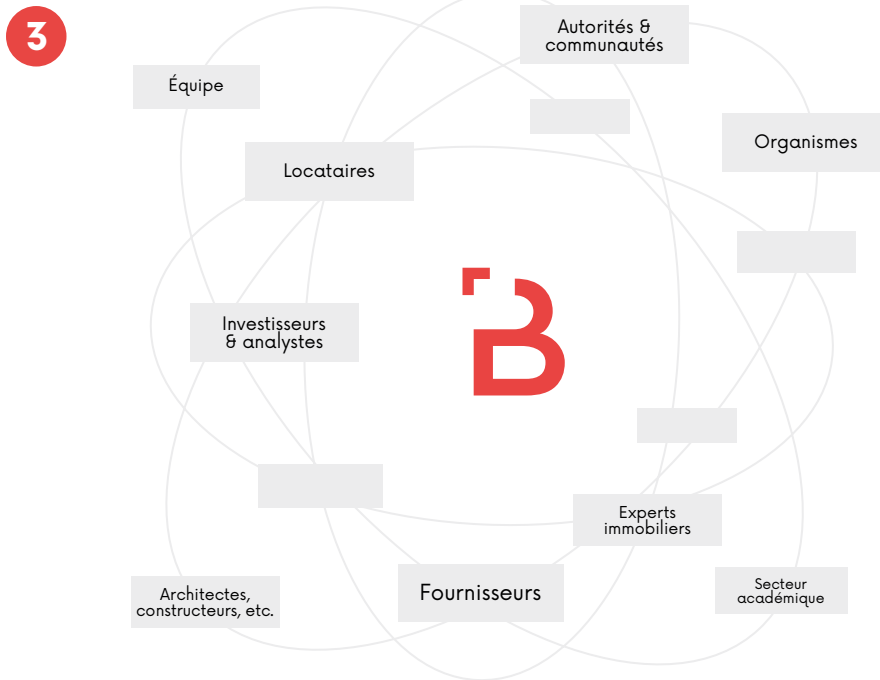 3
Autorités &
communautés
Équipe
Organismes
Locataires
Investisseurs
& analystes
Experts
immobiliers
Architectes,
constructeurs, etc.
Fournisseurs
Secteur
académique